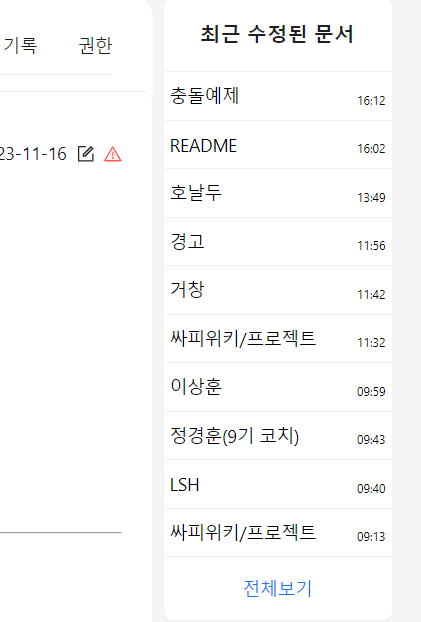 기록 권한
23-11-16
최근 수정된 문서
충돌예제 16:12
README 16:02
호날두 13:49
경고 11:56
거창 11:42
싸피위키/프로젝트 11:32
이상훈 09:59
정경훈(9기 코치) 09:43
LSH 09:40
싸피위키/프로젝트 09:13
전체보기